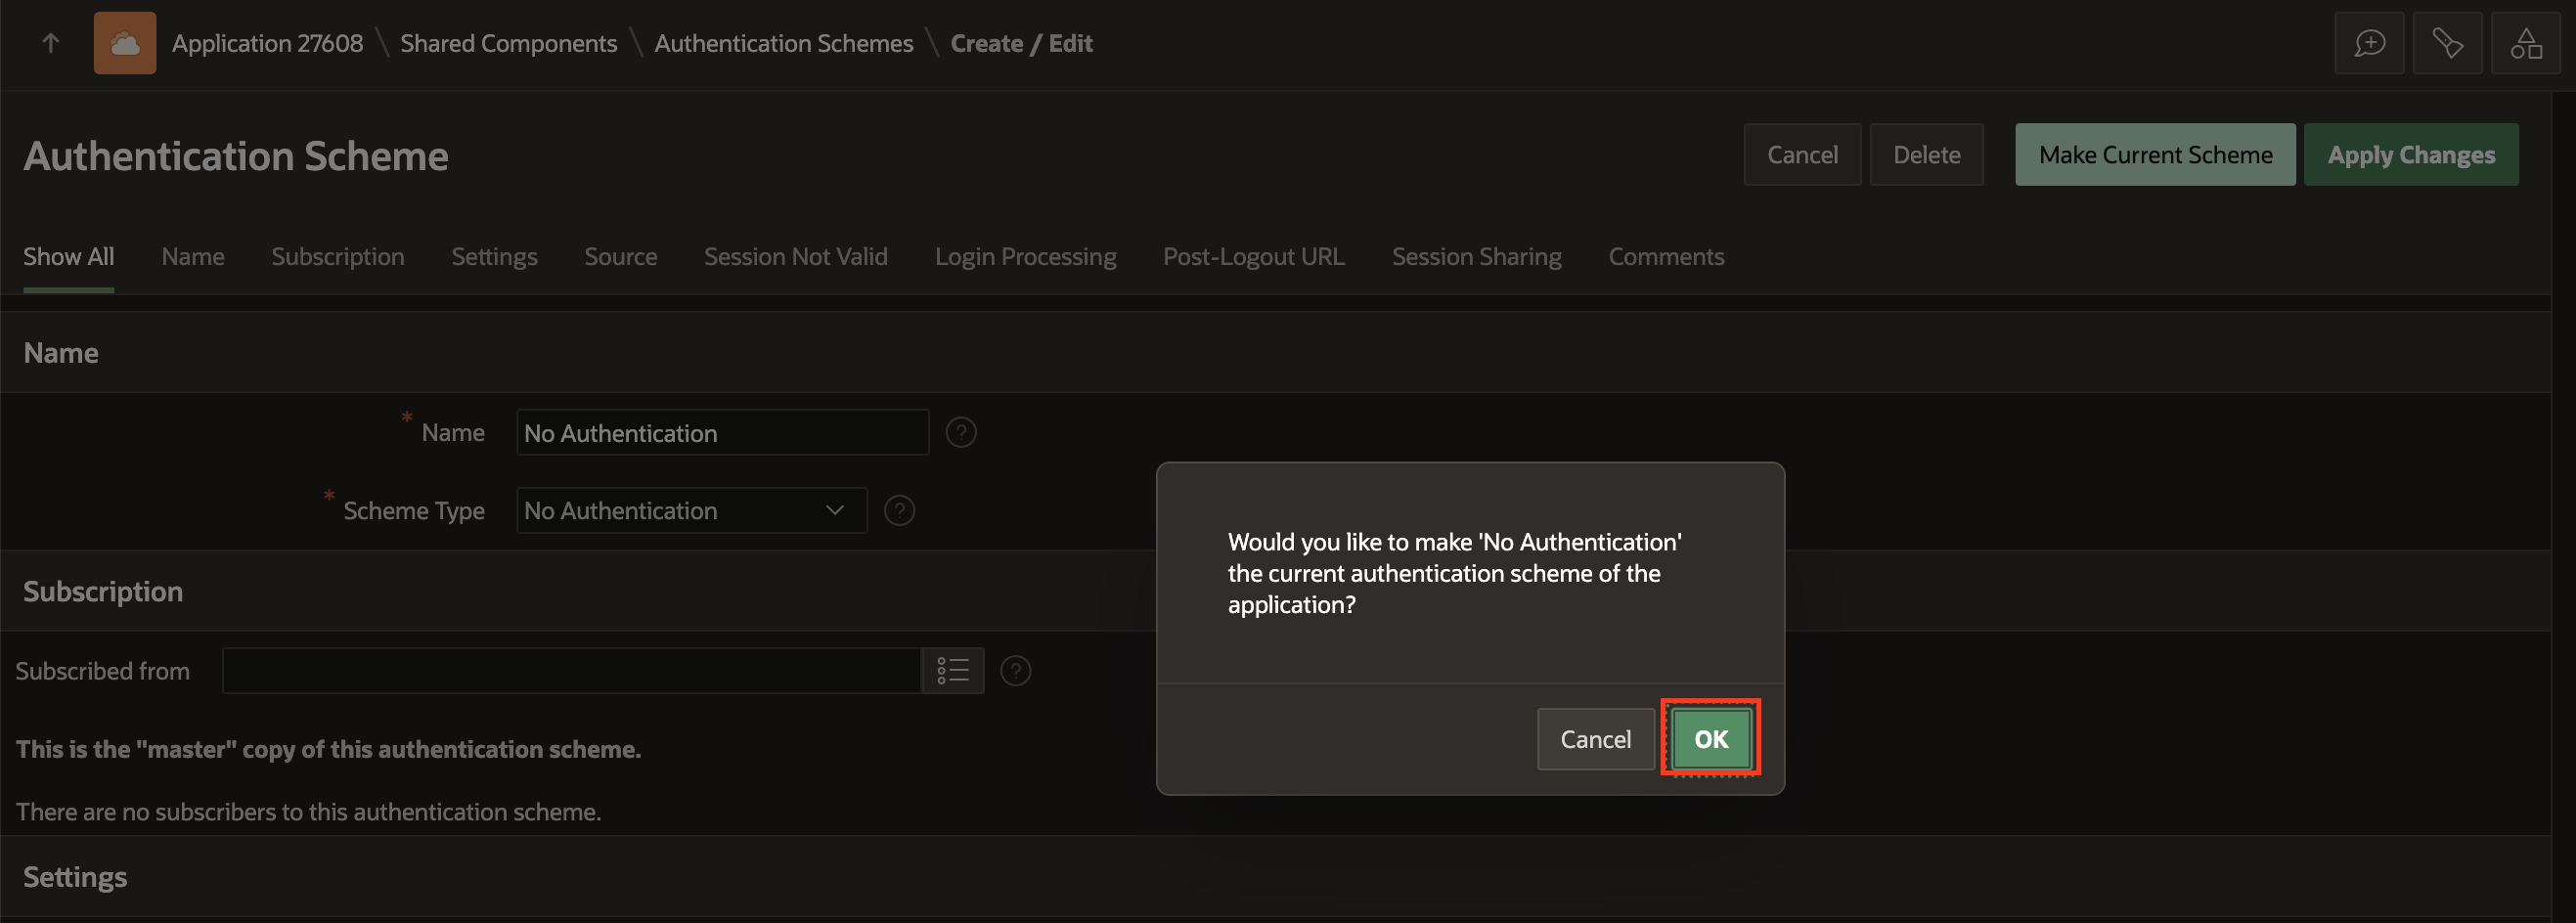 Application 27608 \ Shared Components \ Authentication Schemes \ Create / Edit
Authentication Scheme
Cancel Delete Make Current Scheme Apply Changes
Show All Name Subscription Settings Source Session Not Valid Login Processing Post-Logout URL Session Sharing Comments
Name
* Name No Authentication ?
* Scheme Type No Authentication ?
Would you like to make 'No Authentication'
the current authentication scheme of the
application?
Cancel OK
Subscription
Subscribed from ?
This is the "master" copy of this authentication scheme.
There are no subscribers to this authentication scheme.
Settings